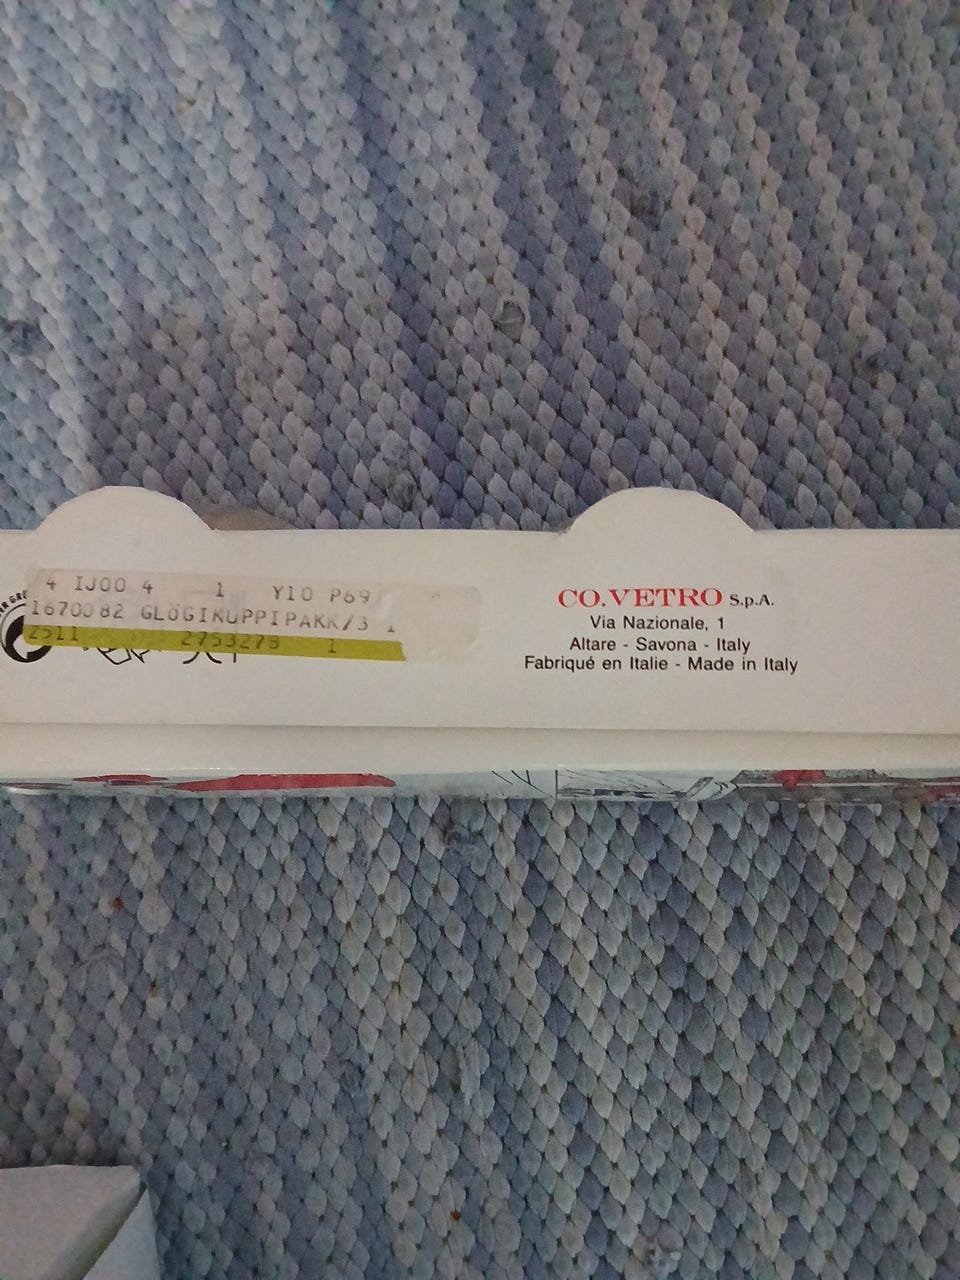 4 IJ00 4 1 Y10 P69
1670082 GLÖGIKUPPIPAKK/3 1
2511 2753278 1
CO.VETRO S.p.A.
Via Nazionale, 1
Altare - Savona - Italy
Fabriqué en Italie - Made in Italy